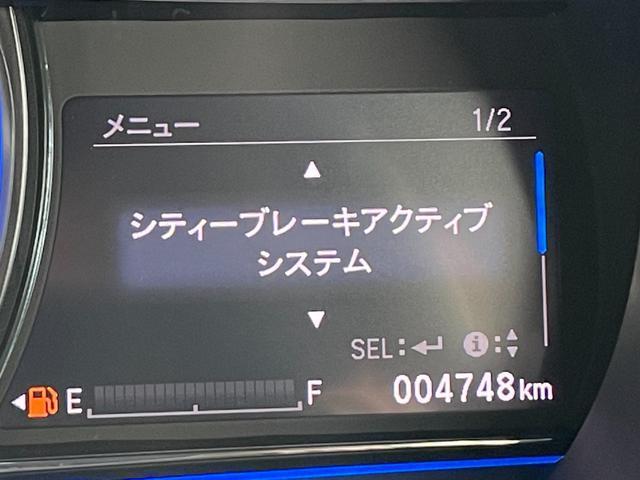 メニュー 1/2
シティーブレーキアクティブ
システム
SEL: i:
E F 004748km